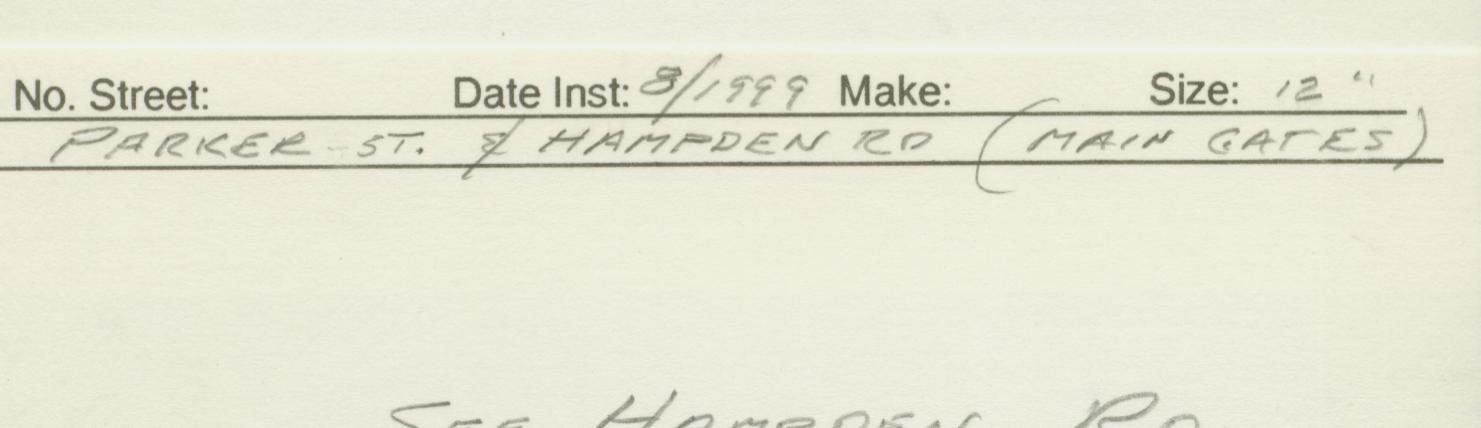 No. Street: Date Inst: 8/1999 Make: Size: 12"
PARKER ST. & HAMPDEN RD (MAIN GATES)
SEE HAMPDEN RD.